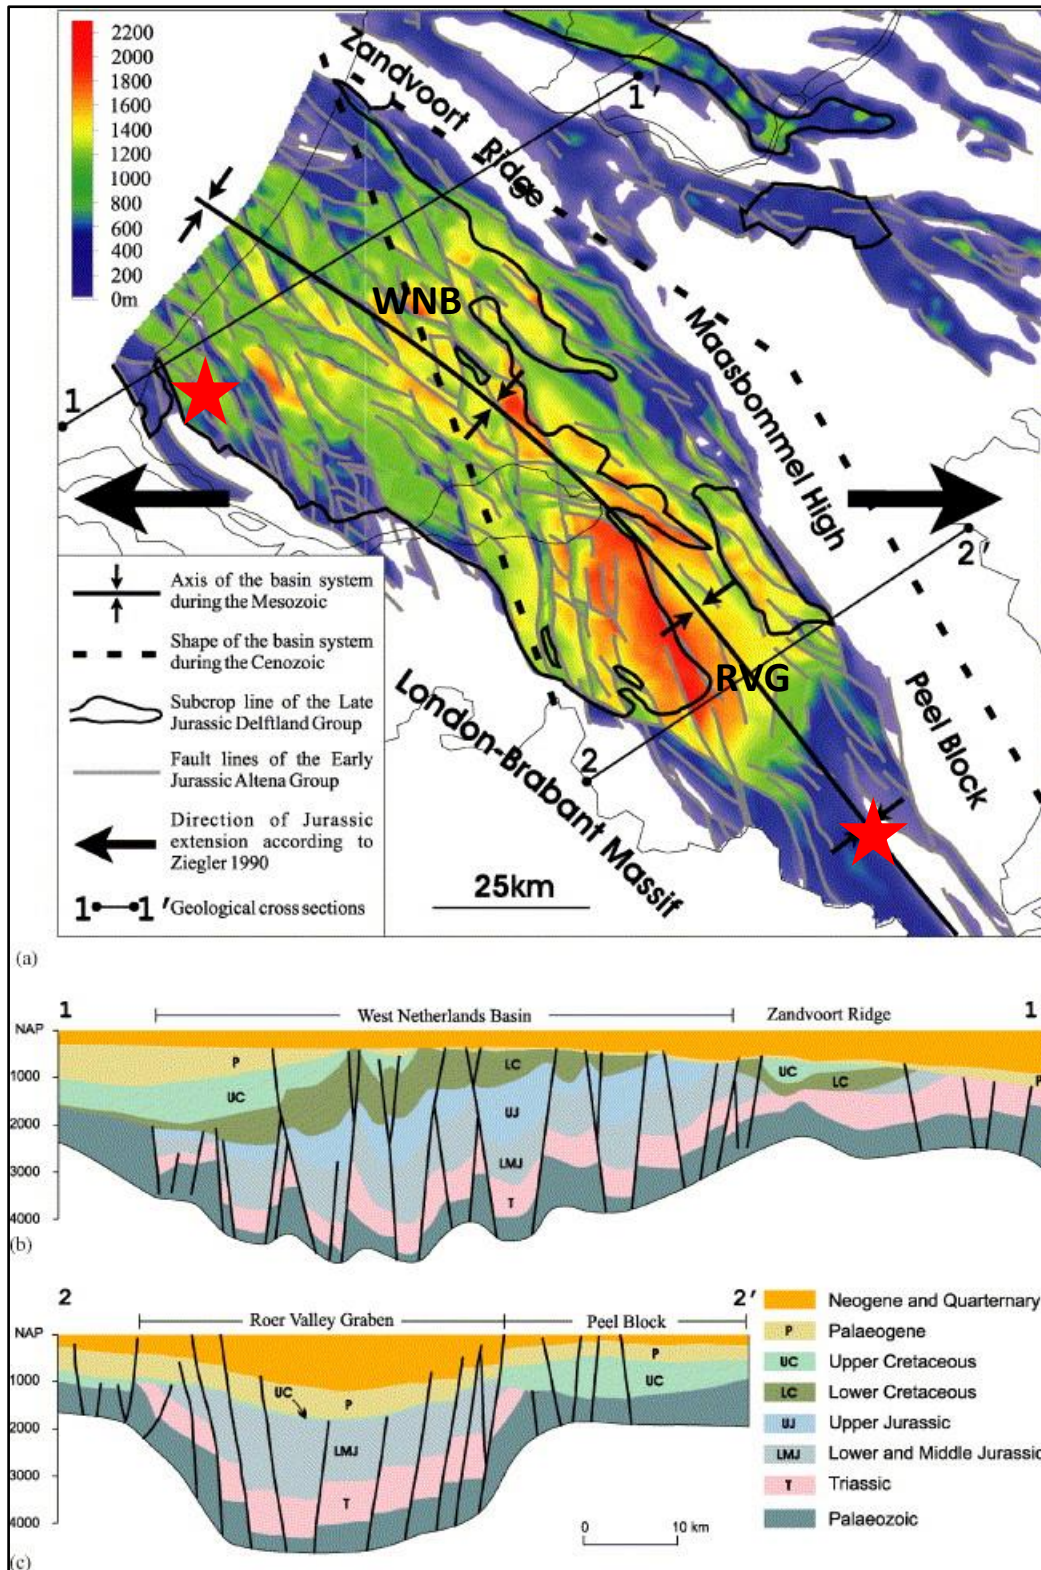 2200
2000
1800
1600
1400
1200
1000
800
600
400
200
0m
Zandvoort Ridge
1'
WNB
Maasbommel High
1
2'
RVG
Peel Block
2
London-Brabant Massif
25km
Axis of the basin system
during the Mesozoic
Shape of the basin system
during the Cenozoic
Subcrop line of the Late
Jurassic Delftland Group
Fault lines of the Early
Jurassic Altena Group
Direction of Jurassic
extension according to
Ziegler 1990
1 1' Geological cross sections
(a)
1 1
West Netherlands Basin Zandvoort Ridge
NAP
1000
2000
3000
4000
P
UC
LC
UJ
LMJ
T
UC
LC
P
(b)
2 2'
Roer Valley Graben Peel Block
NAP
1000
2000
3000
4000
UC
P
LMJ
T
P
UC
Neogene and Quarternary
P Palaeogene
UC Upper Cretaceous
LC Lower Cretaceous
UJ Upper Jurassic
LMJ Lower and Middle Jurassic
T Triassic
Palaeozoic
0 10 km
(c)